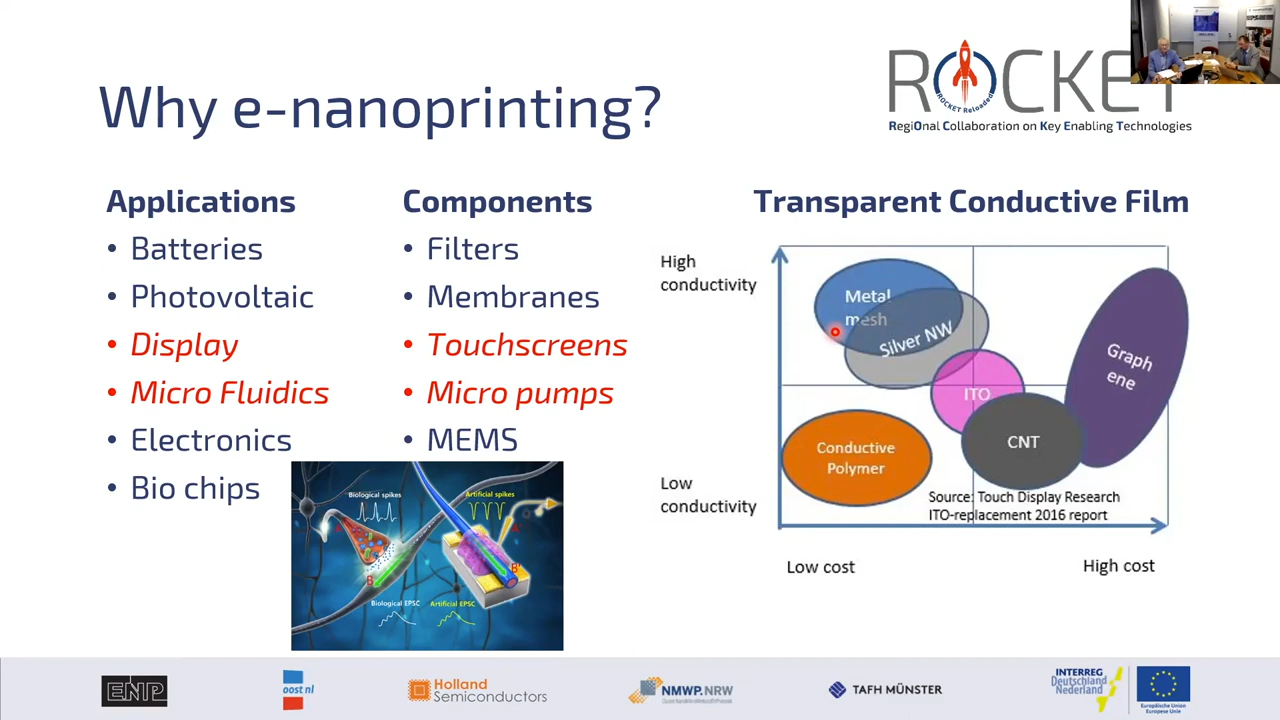 Why e-nanoprinting?
ROCKET
ROCKET Reloaded
RegiOnal Collaboration on Key Enabling Technologies
Applications
• Batteries
• Photovoltaic
• Display
• Micro Fluidics
• Electronics
• Bio chips
Components
• Filters
• Membranes
• Touchscreens
• Micro pumps
• MEMS
Biological spikes
Artificial spikes
A'
B
B'
Biological EPSC
Artificial EPSC
Transparent Conductive Film
High
conductivity
Low
conductivity
Metal
mesh
Silver NW
ITO
Graph
ene
Conductive
Polymer
CNT
Source: Touch Display Research
ITO-replacement 2016 report
Low cost
High cost
ENP
oost nl
Holland
Semiconductors
NMWP.NRW
TAFH MÜNSTER
INTERREG
Deutschland
Nederland
Europäische Union
Europese Unie